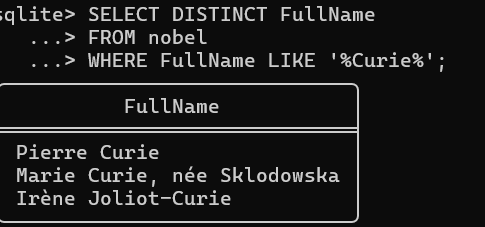 sqlite> SELECT DISTINCT FullName
...> FROM nobel
...> WHERE FullName LIKE '%Curie%';
FullName
Pierre Curie
Marie Curie, née Sklodowska
Irène Joliot-Curie